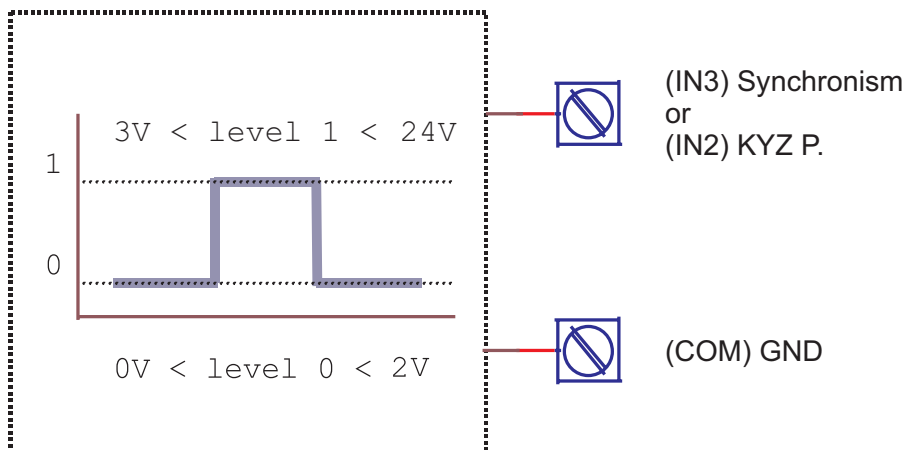 3V < level 1 < 24V
1
0
0V < level 0 < 2V
(IN3) Synchronism
or
(IN2) KYZ P.
(COM) GND